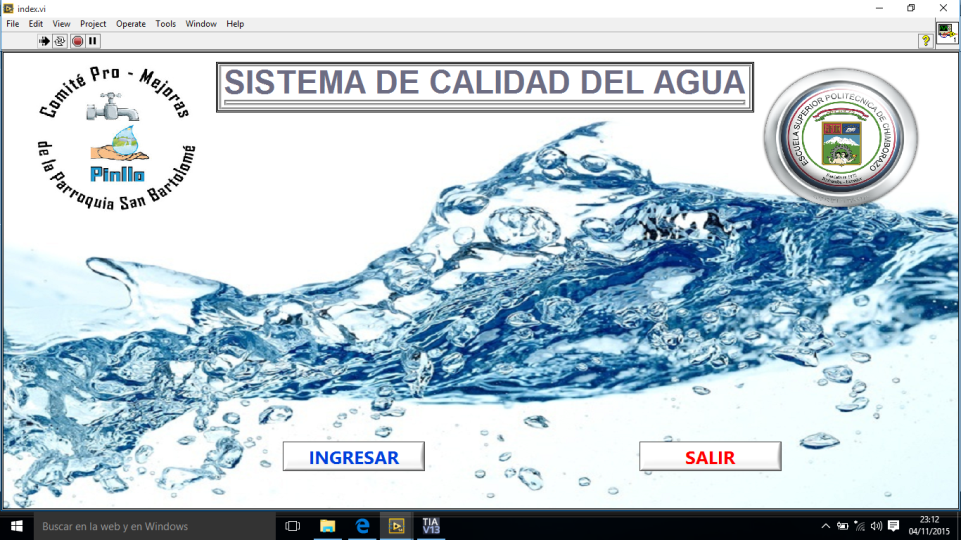 index.vi
File Edit View Project Operate Tools Window Help
Comité Pro - Mejoras
de la Parroquia San Bartolomé
Pinllo
SISTEMA DE CALIDAD DEL AGUA
ESCUELA SUPERIOR POLITECNICA DE CHIMBORAZO
INGRESAR
SALIR
Buscar en la web y en Windows
TIA
V13
23:12
04/11/2015